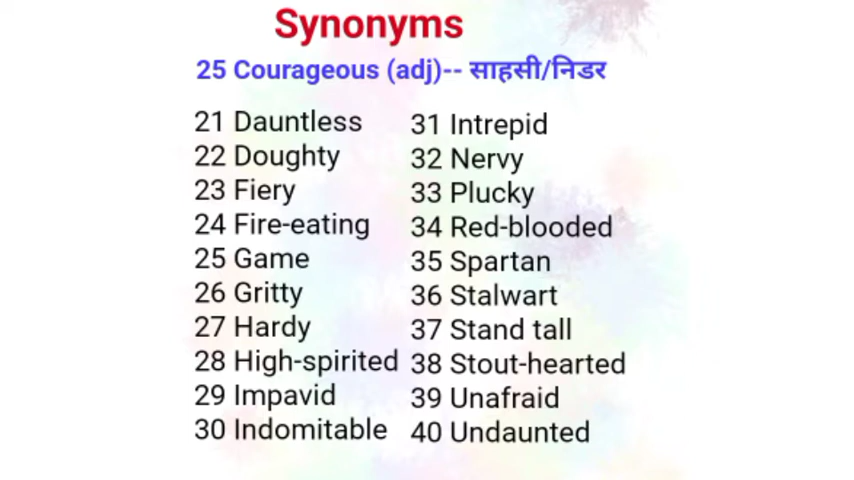 Synonyms
25 Courageous (adj)-- साहसी/निडर
21 Dauntless
22 Doughty
23 Fiery
24 Fire-eating
25 Game
26 Gritty
27 Hardy
28 High-spirited
29 Impavid
30 Indomitable
31 Intrepid
32 Nervy
33 Plucky
34 Red-blooded
35 Spartan
36 Stalwart
37 Stand tall
38 Stout-hearted
39 Unafraid
40 Undaunted